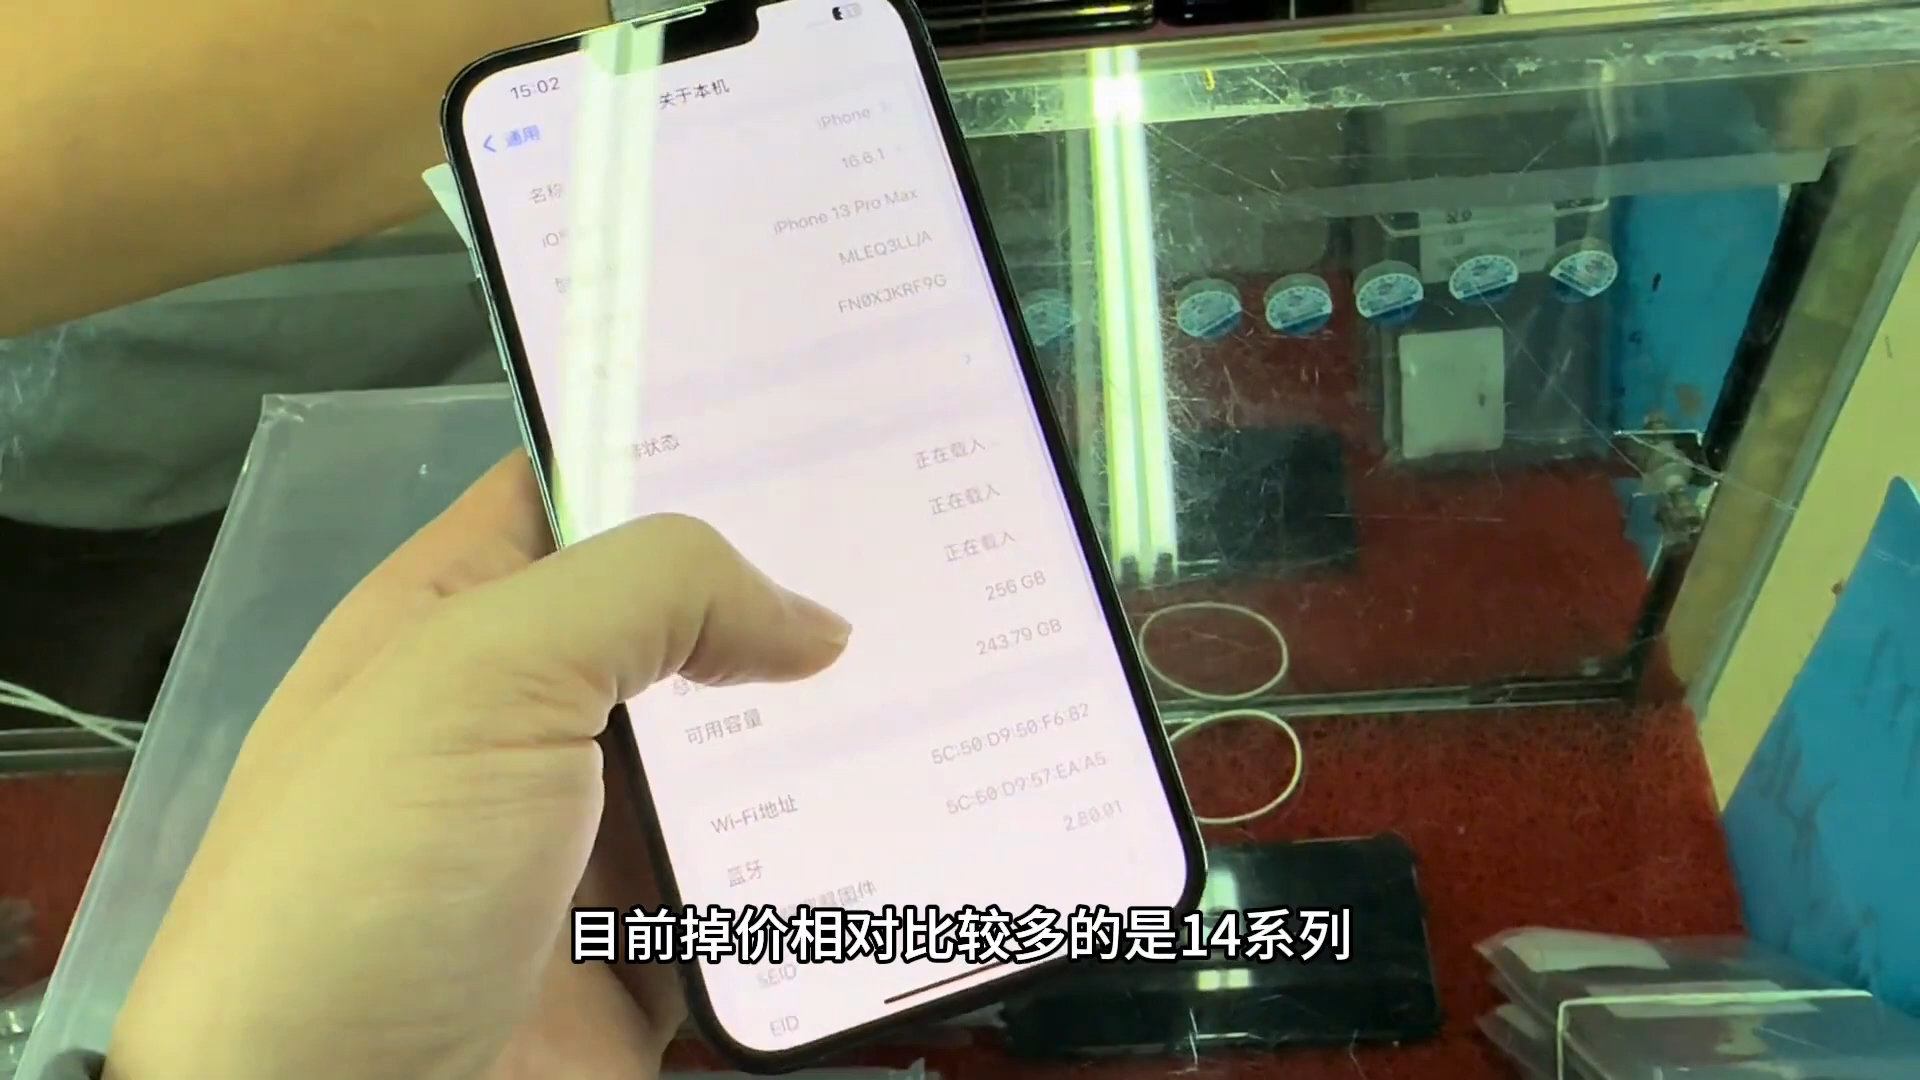 15:02
通用
关于本机
名称
iPhone
16.6.1
iPhone 13 Pro Max
MLEQ3LL/A
FN0XJKRF9G
状态
正在载入...
正在载入
正在载入
256 GB
243.79 GB
可用容量
Wi-Fi地址
5C:50:D9:50:F6:B2
蓝牙
5C:50:D9:57:EA:A5
固件
2.80.01
目前掉价相对比较多的是14系列
SEID
EID